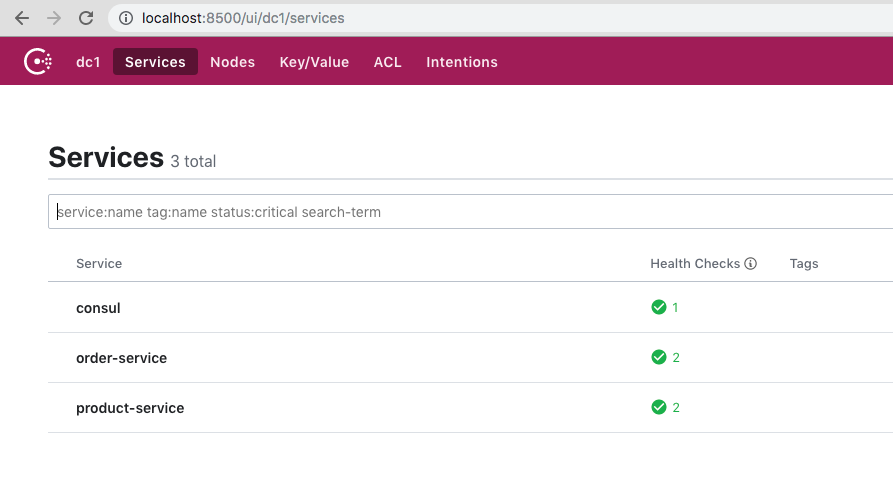 localhost:8500/ui/dc1/services
dc1 Services Nodes Key/Value ACL Intentions
Services 3 total
service:name tag:name status:critical search-term
Service Health Checks Tags
consul 1
order-service 2
product-service 2